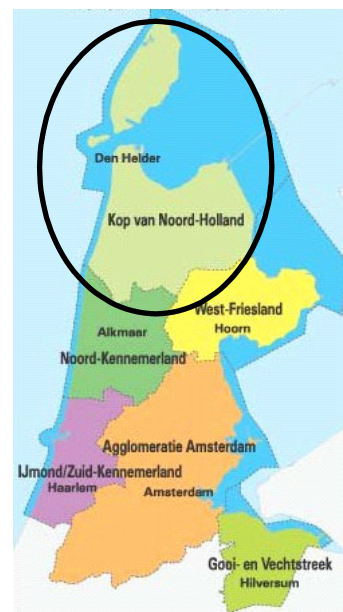 Den Helder
Kop van Noord-Holland
West-Friesland
Hoorn
Alkmaar
Noord-Kennemerland
Agglomeratie Amsterdam
IJmond/Zuid-Kennemerland
Haarlem
Amsterdam
Gooi- en Vechtstreek
Hilversum